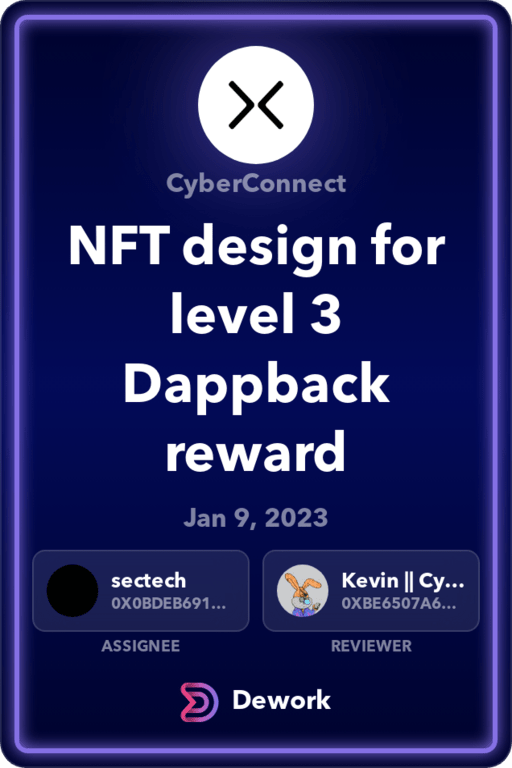 CyberConnect
NFT design for
level 3
Dappback
reward
Jan 9, 2023
sectech
0X0BDEB691...
Kevin || Cy...
0XBE6507A6...
ASSIGNEE
REVIEWER
Dework